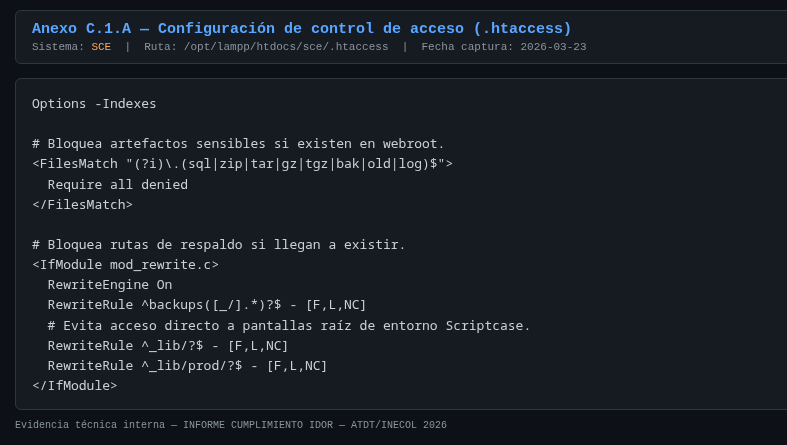 Anexo C.1.A — Configuración de control de acceso (.htaccess)
Sistema: SCE | Ruta: /opt/lampp/htdocs/sce/.htaccess | Fecha captura: 2026-03-23
Options -Indexes
# Bloquea artefactos sensibles si existen en webroot.
<FilesMatch "(?i)\.(sql|zip|tar|gz|tgz|bak|old|log)$">
  Require all denied
</FilesMatch>
# Bloquea rutas de respaldo si llegan a existir.
<IfModule mod_rewrite.c>
  RewriteEngine On
  RewriteRule ^backups([_/].*)?$ - [F,L,NC]
  # Evita acceso directo a pantallas raíz de entorno Scriptcase.
  RewriteRule ^_lib/?$ - [F,L,NC]
  RewriteRule ^_lib/prod/?$ - [F,L,NC]
</IfModule>
Evidencia técnica interna — INFORME CUMPLIMIENTO IDOR — ATDT/INECOL 2026